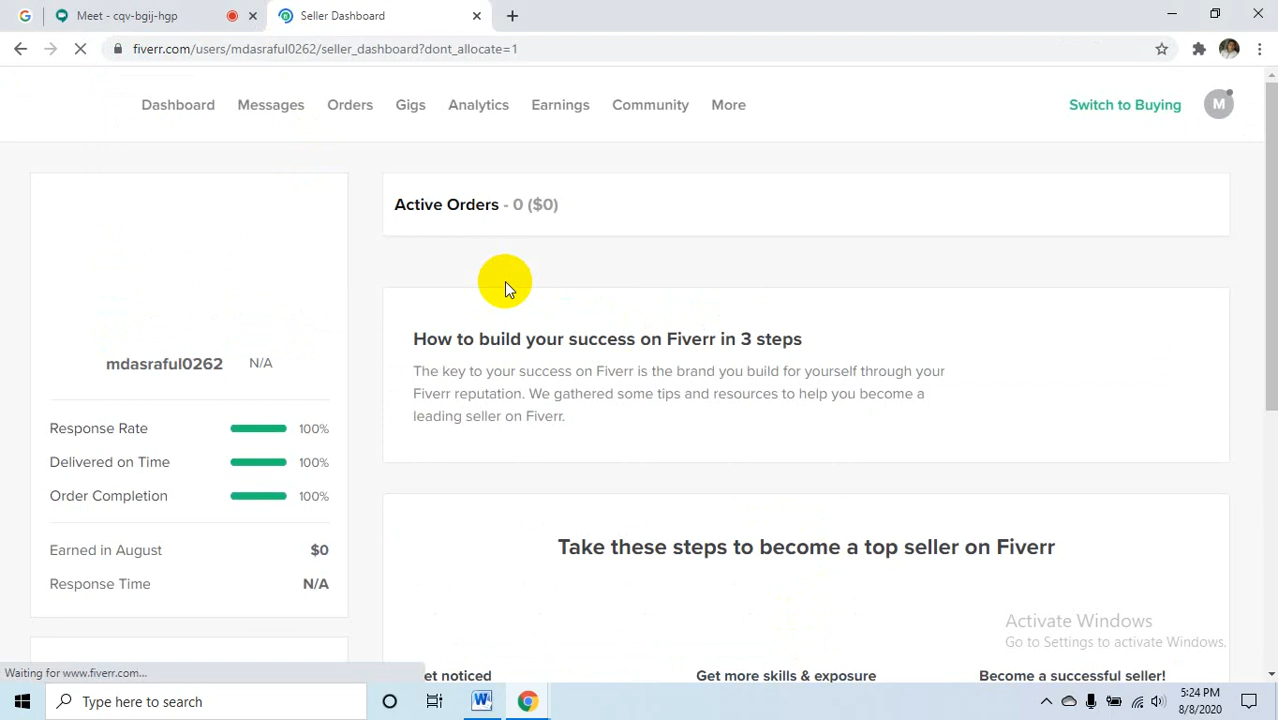 Meet - cqv-bgij-hgp
Seller Dashboard
fiverr.com/users/mdasraful0262/seller_dashboard?dont_allocate=1
Dashboard Messages Orders Gigs Analytics Earnings Community More Switch to Buying M
Active Orders - 0 ($0)
mdasraful0262 N/A
Response Rate 100%
Delivered on Time 100%
Order Completion 100%
Earned in August $0
Response Time N/A
How to build your success on Fiverr in 3 steps
The key to your success on Fiverr is the brand you build for yourself through your
Fiverr reputation. We gathered some tips and resources to help you become a
leading seller on Fiverr.
Take these steps to become a top seller on Fiverr
et noticed Get more skills & exposure Become a successful seller!
Activate Windows
Go to Settings to activate Windows.
Waiting for www.fiverr.com...
Type here to search
5:24 PM
8/8/2020